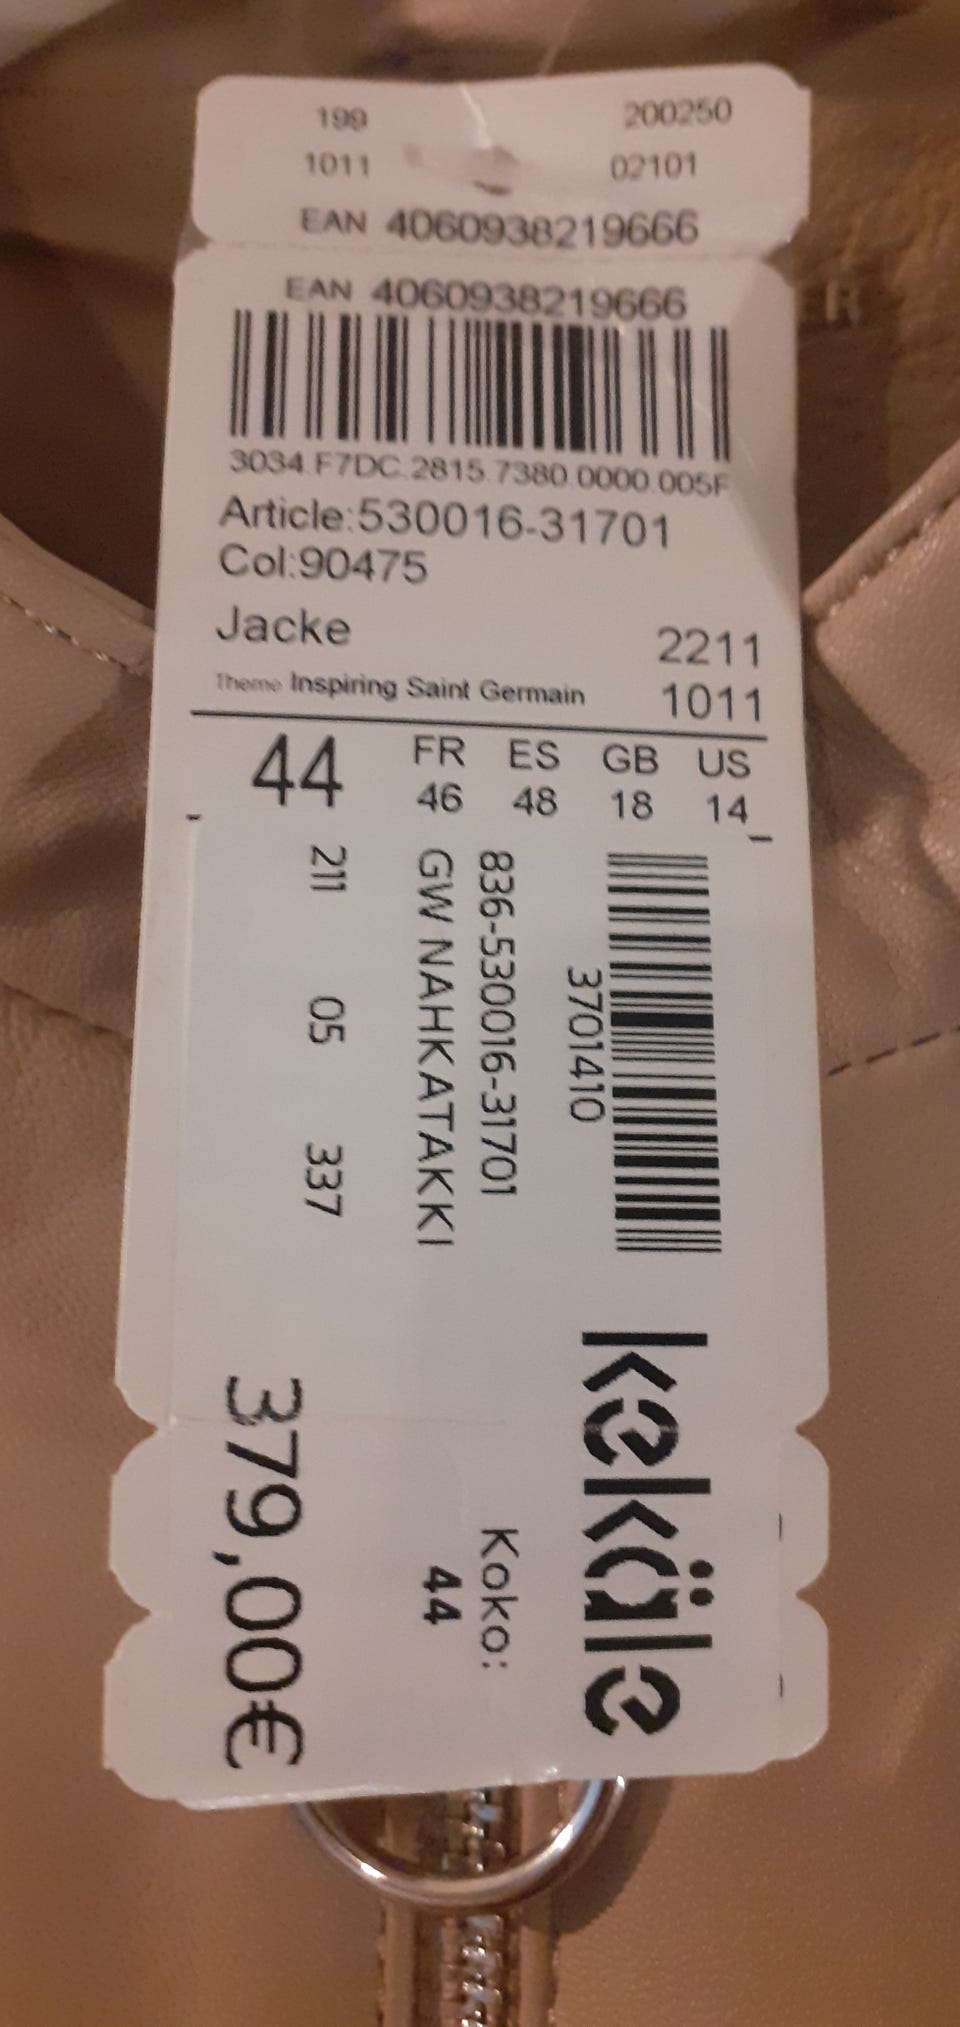 199 200250
1011 02101
EAN 4060938219666
EAN 4060938219666
3034.F7DC.2815.7380.0000.005F
Article:530016-31701
Col:90475
Jacke 2211
Theme Inspiring Saint Germain 1011
44 FR ES GB US
46 48 18 14
3701410
836-530016-31701
GW NAHKATAKKI
211 05 337
kekäle
Koko:
44
379,00€